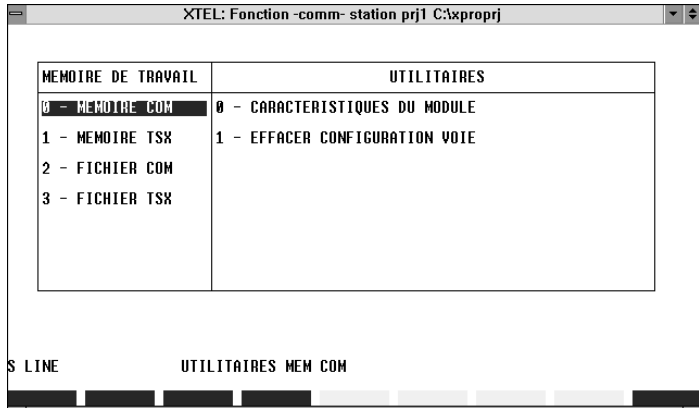 XTEL: Fonction -comm- station prj1 C:\xproprj
MEMOIRE DE TRAVAIL
UTILITAIRES
0 - MEMOIRE COM
0 - CARACTERISTIQUES DU MODULE
1 - MEMOIRE TSX
1 - EFFACER CONFIGURATION VOIE
2 - FICHIER COM
3 - FICHIER TSX
S LINE
UTILITAIRES MEM COM